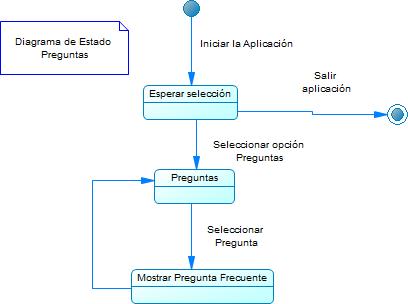 Diagrama de Estado
Preguntas
Iniciar la Aplicación
Salir
aplicación
Esperar selección
Seleccionar opción
Preguntas
Preguntas
Seleccionar
Pregunta
Mostrar Pregunta Frecuente